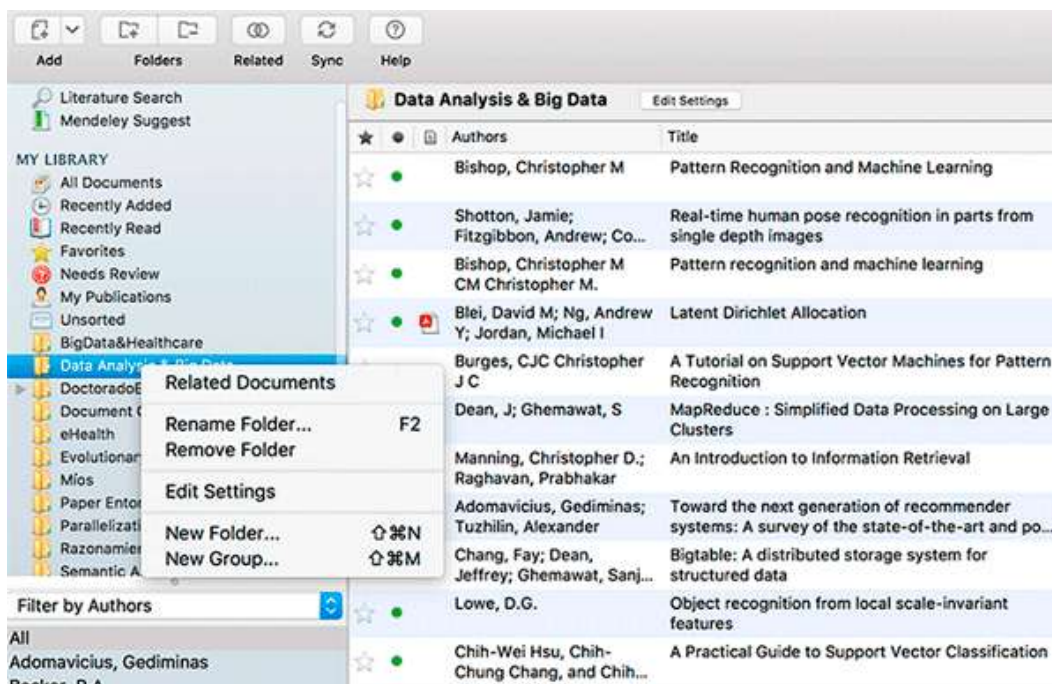 Add
Folders
Related
Sync
Help
Literature Search
Mendeley Suggest
MY LIBRARY
All Documents
Recently Added
Recently Read
Favorites
Needs Review
My Publications
Unsorted
BigData&Healthcare
Data Analysis & Big Data
Document
eHealth
Evolutionar
Míos
Paper Entor
Parallelizati
Razonamie
Semantic A
Related Documents
Rename Folder... F2
Remove Folder
Edit Settings
New Folder... ⇧⌘N
New Group... ⇧⌘M
Filter by Authors
All
Adomavicius, Gediminas
Data Analysis & Big Data Edit Settings
Authors Title
Bishop, Christopher M Pattern Recognition and Machine Learning
Shotton, Jamie; Real-time human pose recognition in parts from
Fitzgibbon, Andrew; Co... single depth images
Bishop, Christopher M Pattern recognition and machine learning
CM Christopher M.
Blei, David M; Ng, Andrew Latent Dirichlet Allocation
Y; Jordan, Michael I
Burges, CJC Christopher A Tutorial on Support Vector Machines for Pattern
J C Recognition
Dean, J; Ghemawat, S MapReduce : Simplified Data Processing on Large
Clusters
Manning, Christopher D.; An Introduction to Information Retrieval
Raghavan, Prabhakar
Adomavicius, Gediminas; Toward the next generation of recommender
Tuzhilin, Alexander systems: A survey of the state-of-the-art and po...
Chang, Fay; Dean, Bigtable: A distributed storage system for
Jeffrey; Ghemawat, Sanj... structured data
Lowe, D.G. Object recognition from local scale-invariant
features
Chih-Wei Hsu, Chih- A Practical Guide to Support Vector Classification
Chung Chang, and Chih...